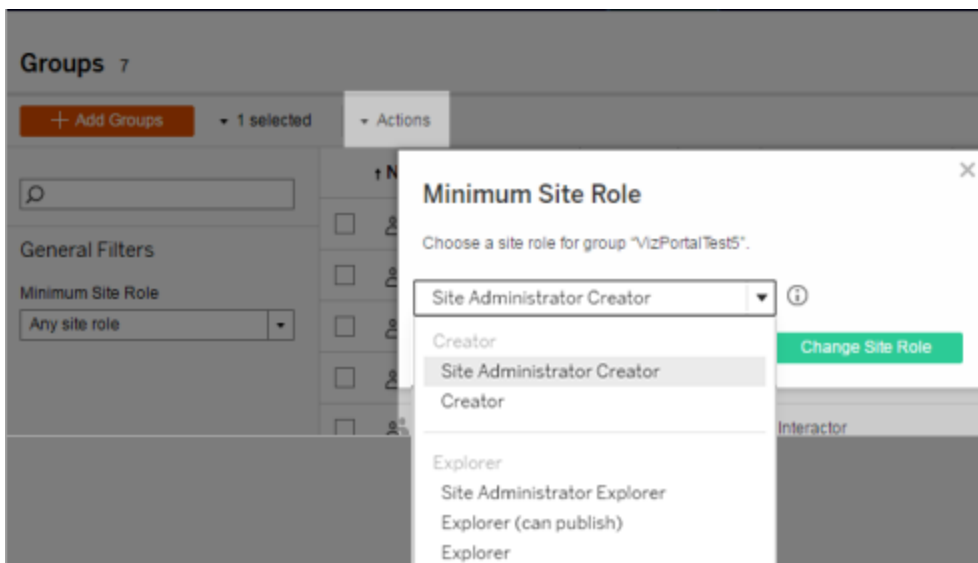 Groups 7
+ Add Groups
1 selected
Actions
↑ N
General Filters
Minimum Site Role
Any site role
Minimum Site Role
Choose a site role for group "VizPortalTest5".
Site Administrator Creator
Creator
Site Administrator Creator
Creator
Change Site Role
Interactor
Explorer
Site Administrator Explorer
Explorer (can publish)
Explorer